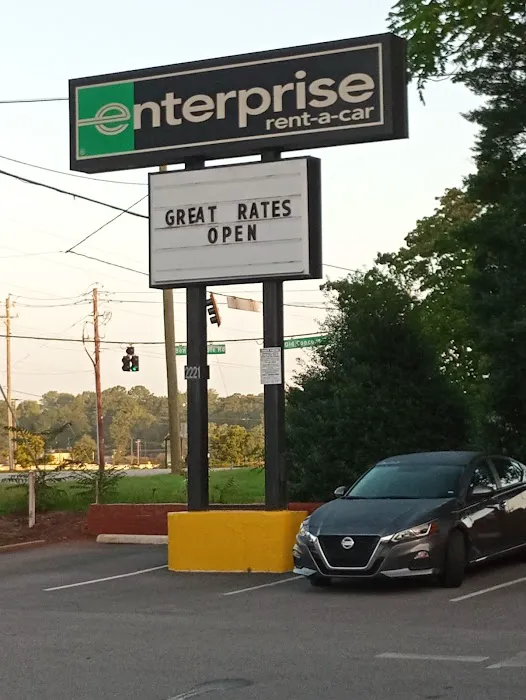 enterprise
rent-a-car
GREAT RATES
OPEN
2221